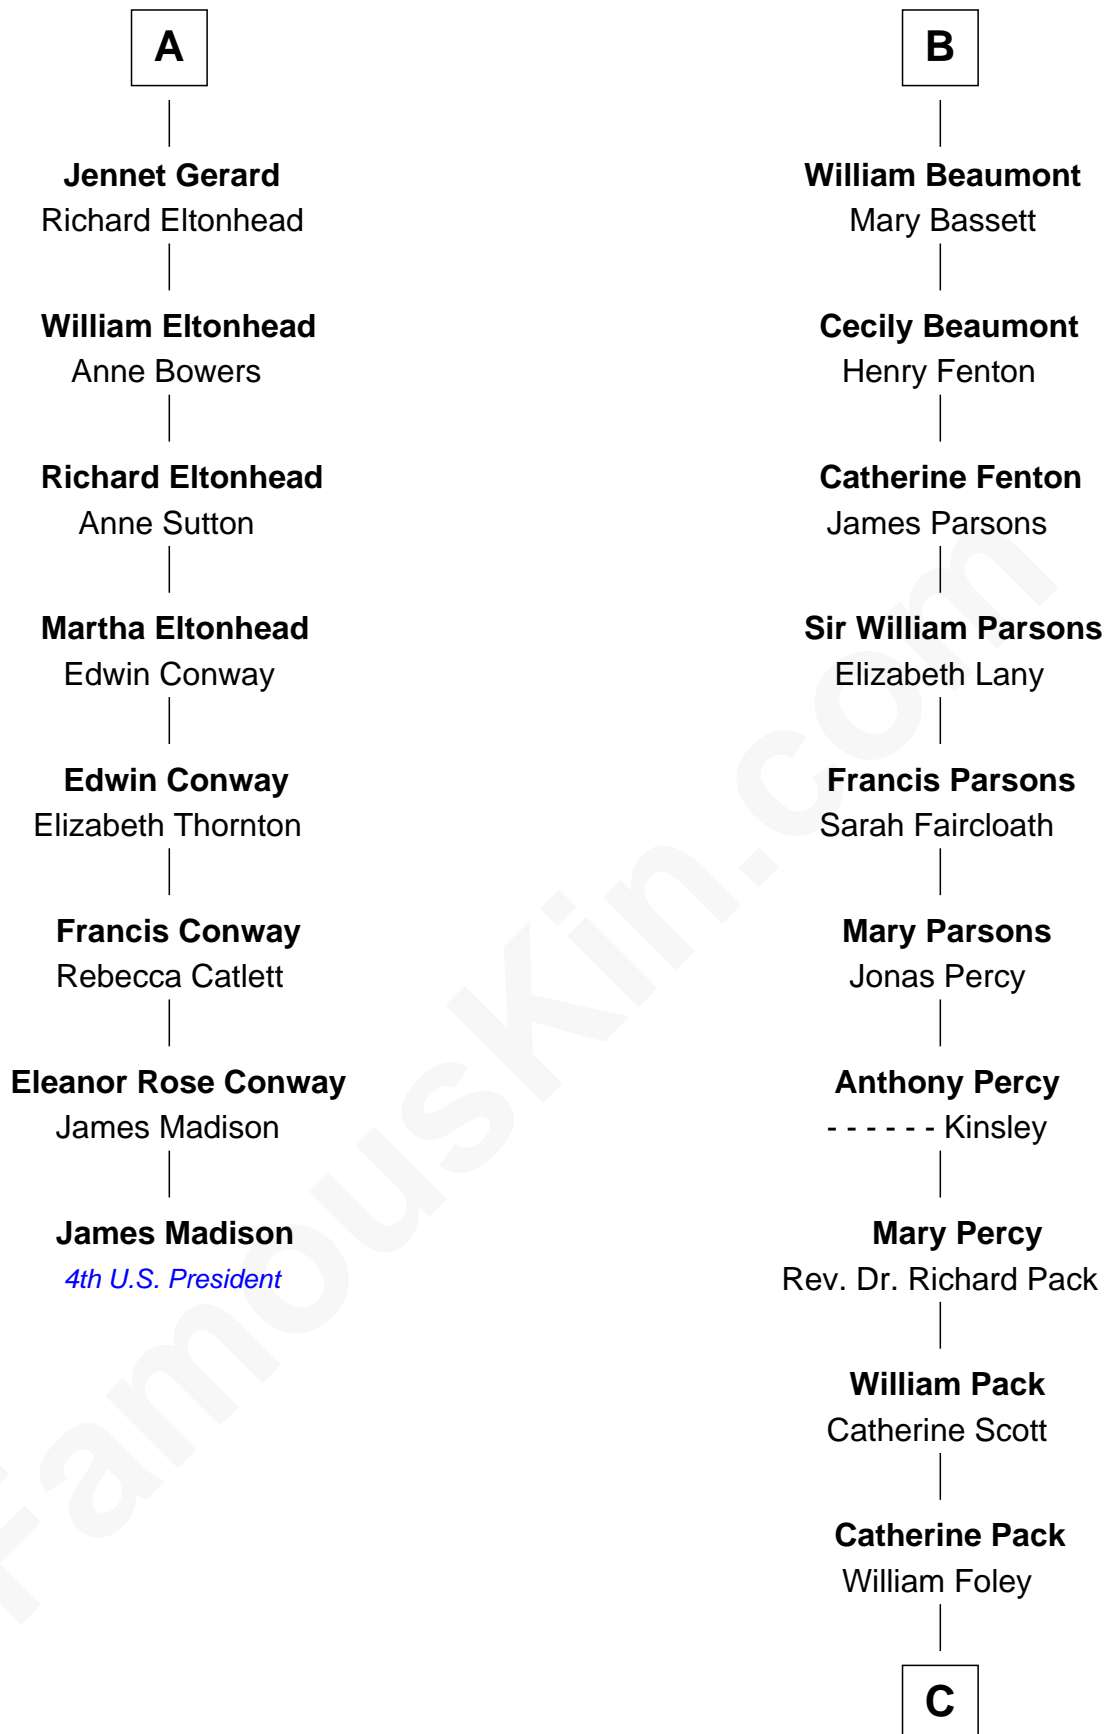 A
Jennet Gerard
Richard Eltonhead
William Eltonhead
Anne Bowers
Richard Eltonhead
Anne Sutton
Martha Eltonhead
Edwin Conway
Edwin Conway
Elizabeth Thornton
Francis Conway
Rebecca Catlett
Eleanor Rose Conway
James Madison
James Madison
4th U.S. President
B
William Beaumont
Mary Bassett
Cecily Beaumont
Henry Fenton
Catherine Fenton
James Parsons
Sir William Parsons
Elizabeth Lany
Francis Parsons
Sarah Faircloath
Mary Parsons
Jonas Percy
Anthony Percy
- - - - - - Kinsley
Mary Percy
Rev. Dr. Richard Pack
William Pack
Catherine Scott
Catherine Pack
William Foley
C
FamousKin.com